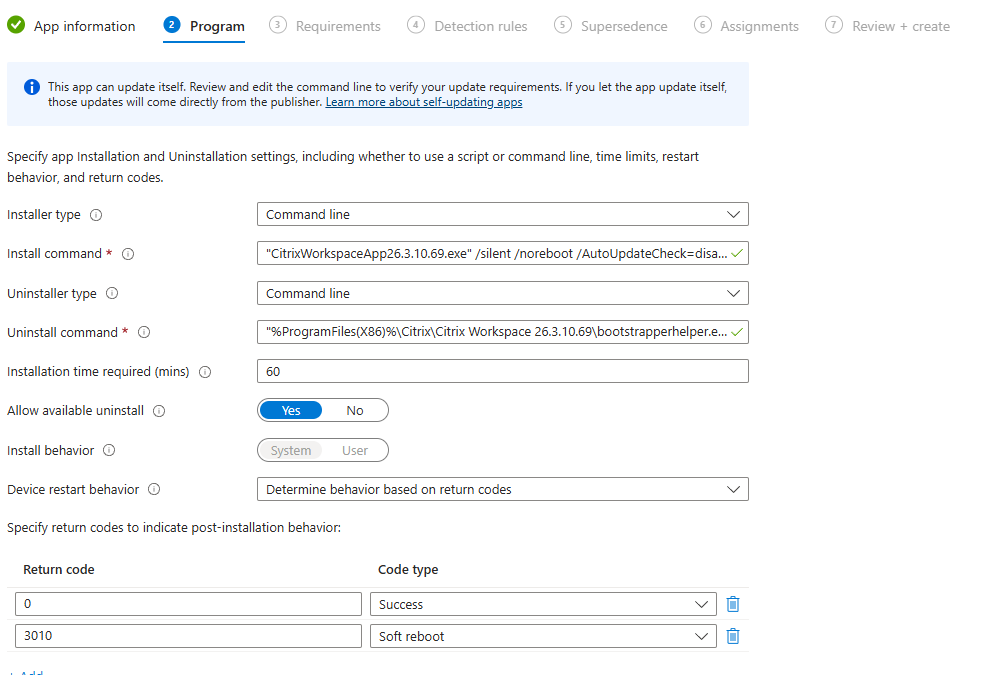 App information 2 Program 3 Requirements 4 Detection rules 5 Supersedence 6 Assignments 7 Review + create
This app can update itself. Review and edit the command line to verify your update requirements. If you let the app update itself,
those updates will come directly from the publisher. Learn more about self-updating apps
Specify app Installation and Uninstallation settings, including whether to use a script or command line, time limits, restart
behavior, and return codes.
Installer type Command line
Install command * "CitrixWorkspaceApp26.3.10.69.exe" /silent /noreboot /AutoUpdateCheck=disa...
Uninstaller type Command line
Uninstall command * "%ProgramFiles(X86)%\Citrix\Citrix Workspace 26.3.10.69\bootstrapperhelper.e...
Installation time required (mins) 60
Allow available uninstall Yes No
Install behavior System User
Device restart behavior Determine behavior based on return codes
Specify return codes to indicate post-installation behavior:
Return code Code type
0 Success
3010 Soft reboot
+ Add